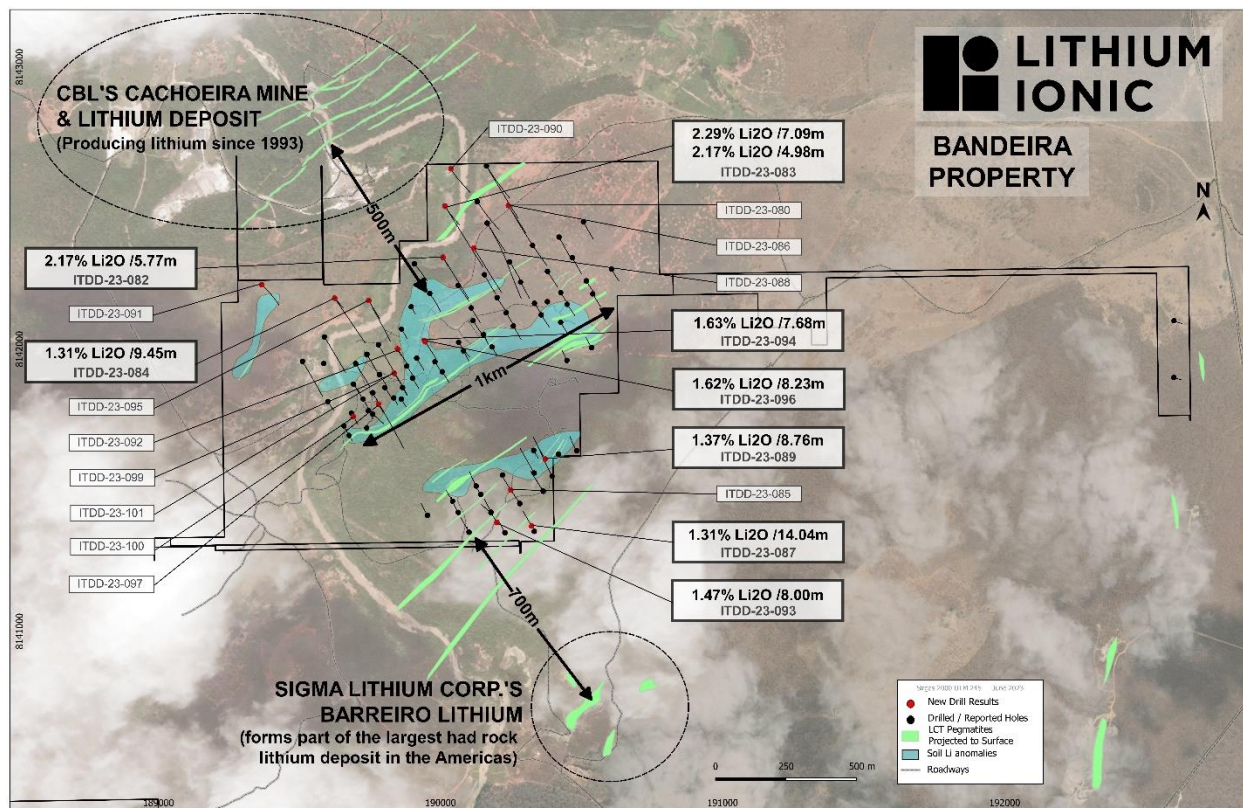 LITHIUM
IONIC
BANDEIRA
PROPERTY
N
8143000
8142000
8141000
CBL'S CACHOEIRA MINE
& LITHIUM DEPOSIT
(Producing lithium since 1993)
500m
ITDD-23-090
2.29% Li2O /7.09m
2.17% Li2O /4.98m
ITDD-23-083
ITDD-23-080
ITDD-23-086
ITDD-23-088
2.17% Li2O /5.77m
ITDD-23-082
ITDD-23-091
1.31% Li2O /9.45m
ITDD-23-084
ITDD-23-095
ITDD-23-092
ITDD-23-099
ITDD-23-101
ITDD-23-100
ITDD-23-097
1km
1.63% Li2O /7.68m
ITDD-23-094
1.62% Li2O /8.23m
ITDD-23-096
1.37% Li2O /8.76m
ITDD-23-089
ITDD-23-085
1.31% Li2O /14.04m
ITDD-23-087
1.47% Li2O /8.00m
ITDD-23-093
700m
SIGMA LITHIUM CORP.'S
BARREIRO LITHIUM
(forms part of the largest had rock
lithium deposit in the Americas)
June 2023
New Drill Results
Drilled / Reported Holes
LCT Pegmatites
Projected to Surface
Soil Li anomalies
Roadways
0 250 500 m
189000
190000
191000
192000